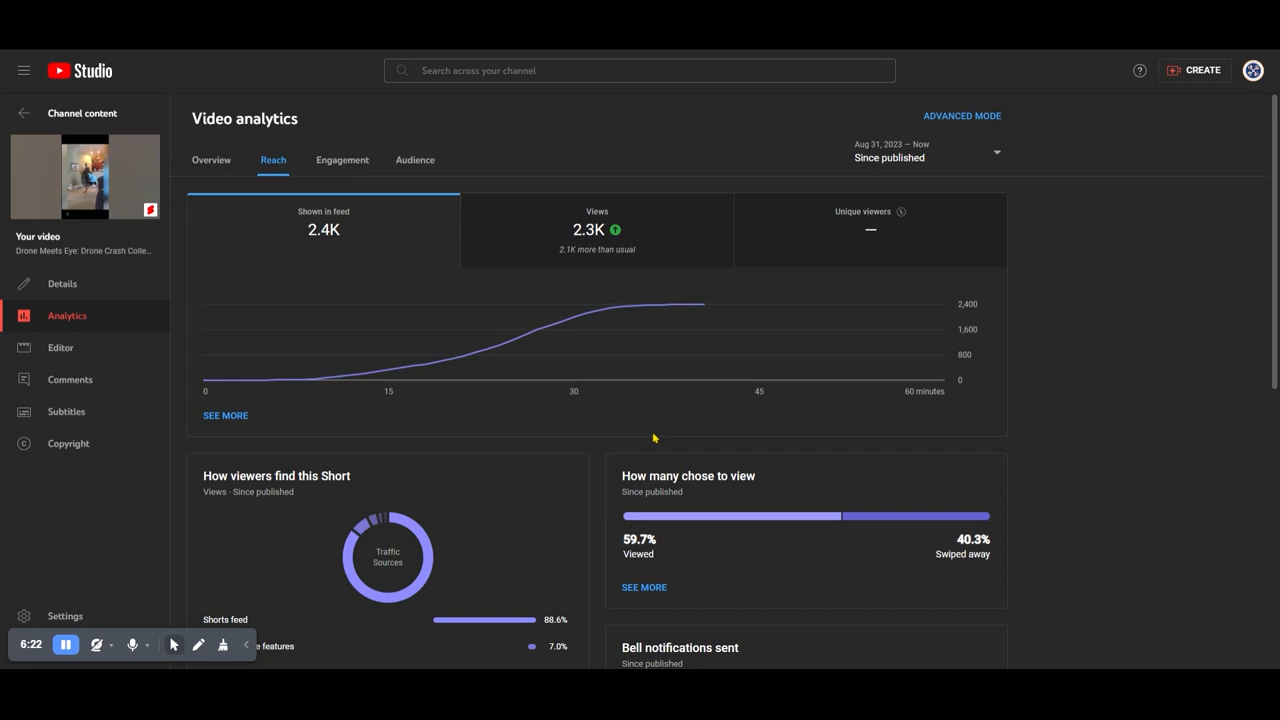 Studio
Search across your channel
?
CREATE
Channel content
Video analytics
ADVANCED MODE
Overview
Reach
Engagement
Audience
Aug 31, 2023 — Now
Since published
Your video
Drone Meets Eye: Drone Crash Colle...
Details
Analytics
Editor
Comments
Subtitles
Copyright
Settings
Shown in feed
2.4K
Views
2.3K
2.1K more than usual
Unique viewers
—
2,400
1,600
800
0
0
15
30
45
60 minutes
SEE MORE
How viewers find this Short
Views · Since published
Traffic
Sources
Shorts feed
88.6%
e features
7.0%
How many chose to view
Since published
59.7%
40.3%
Viewed
Swiped away
SEE MORE
Bell notifications sent
Since published
6:22